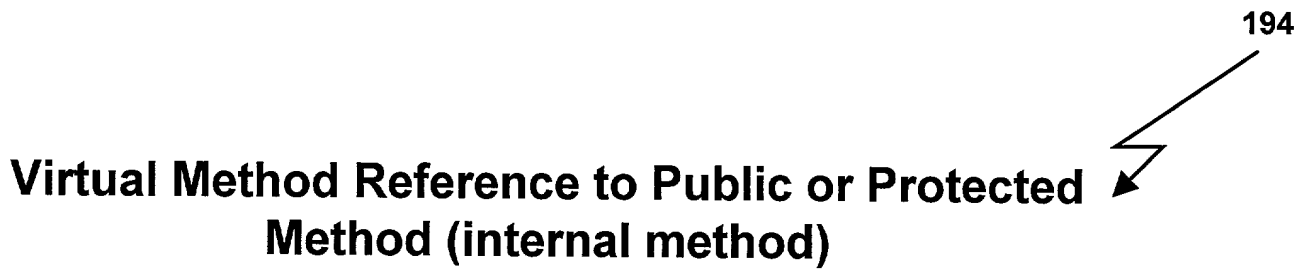 194
Virtual Method Reference to Public or Protected
Method (internal method)